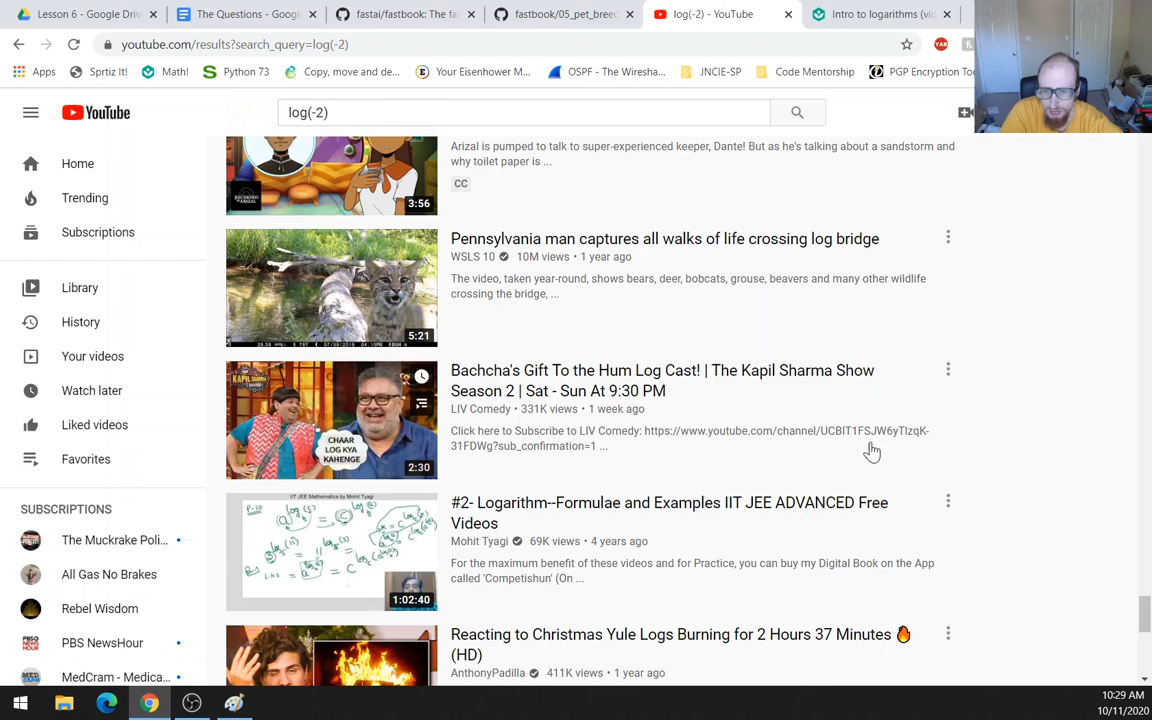 Lesson 6 - Google Driv
The Questions - Googl
fastai/fastbook: The fa
fastbook/05_pet_breed
log(-2) - YouTube
Intro to logarithms (vi
youtube.com/results?search_query=log(-2)
Apps
Sprtiz It!
Math!
Python 73
Copy, move and de...
Your Eisenhower M...
OSPF - The Wiresha...
JNCIE-SP
Code Mentorship
PGP Encryption To
YouTube
log(-2)
Home
Trending
Subscriptions
Library
History
Your videos
Watch later
Liked videos
Favorites
SUBSCRIPTIONS
The Muckrake Poli...
All Gas No Brakes
Rebel Wisdom
PBS NewsHour
MedCram - Medica...
Arizal is pumped to talk to super-experienced keeper, Dante! But as he's talking about a sandstorm and
why toilet paper is ...
CC
3:56
Pennsylvania man captures all walks of life crossing log bridge
WSLS 10 • 10M views • 1 year ago
The video, taken year-round, shows bears, deer, bobcats, grouse, beavers and many other wildlife
crossing the bridge, ...
5:21
Bachcha's Gift To the Hum Log Cast! | The Kapil Sharma Show
Season 2 | Sat - Sun At 9:30 PM
LIV Comedy • 331K views • 1 week ago
Click here to Subscribe to LIV Comedy: https://www.youtube.com/channel/UCBIT1FSJW6yTIzqK-
31FDWg?sub_confirmation=1 ...
CHAAR
LOG KYA
KAHENGE
2:30
#2- Logarithm--Formulae and Examples IIT JEE ADVANCED Free
Videos
Mohit Tyagi • 69K views • 4 years ago
For the maximum benefit of these videos and for Practice, you can buy my Digital Book on the App
called 'Competishun' (On ...
IIT JEE Mathematics by Mohit Tyagi
1:02:40
Reacting to Christmas Yule Logs Burning for 2 Hours 37 Minutes 🔥
(HD)
AnthonyPadilla • 411K views • 1 year ago
10:29 AM
10/11/2020